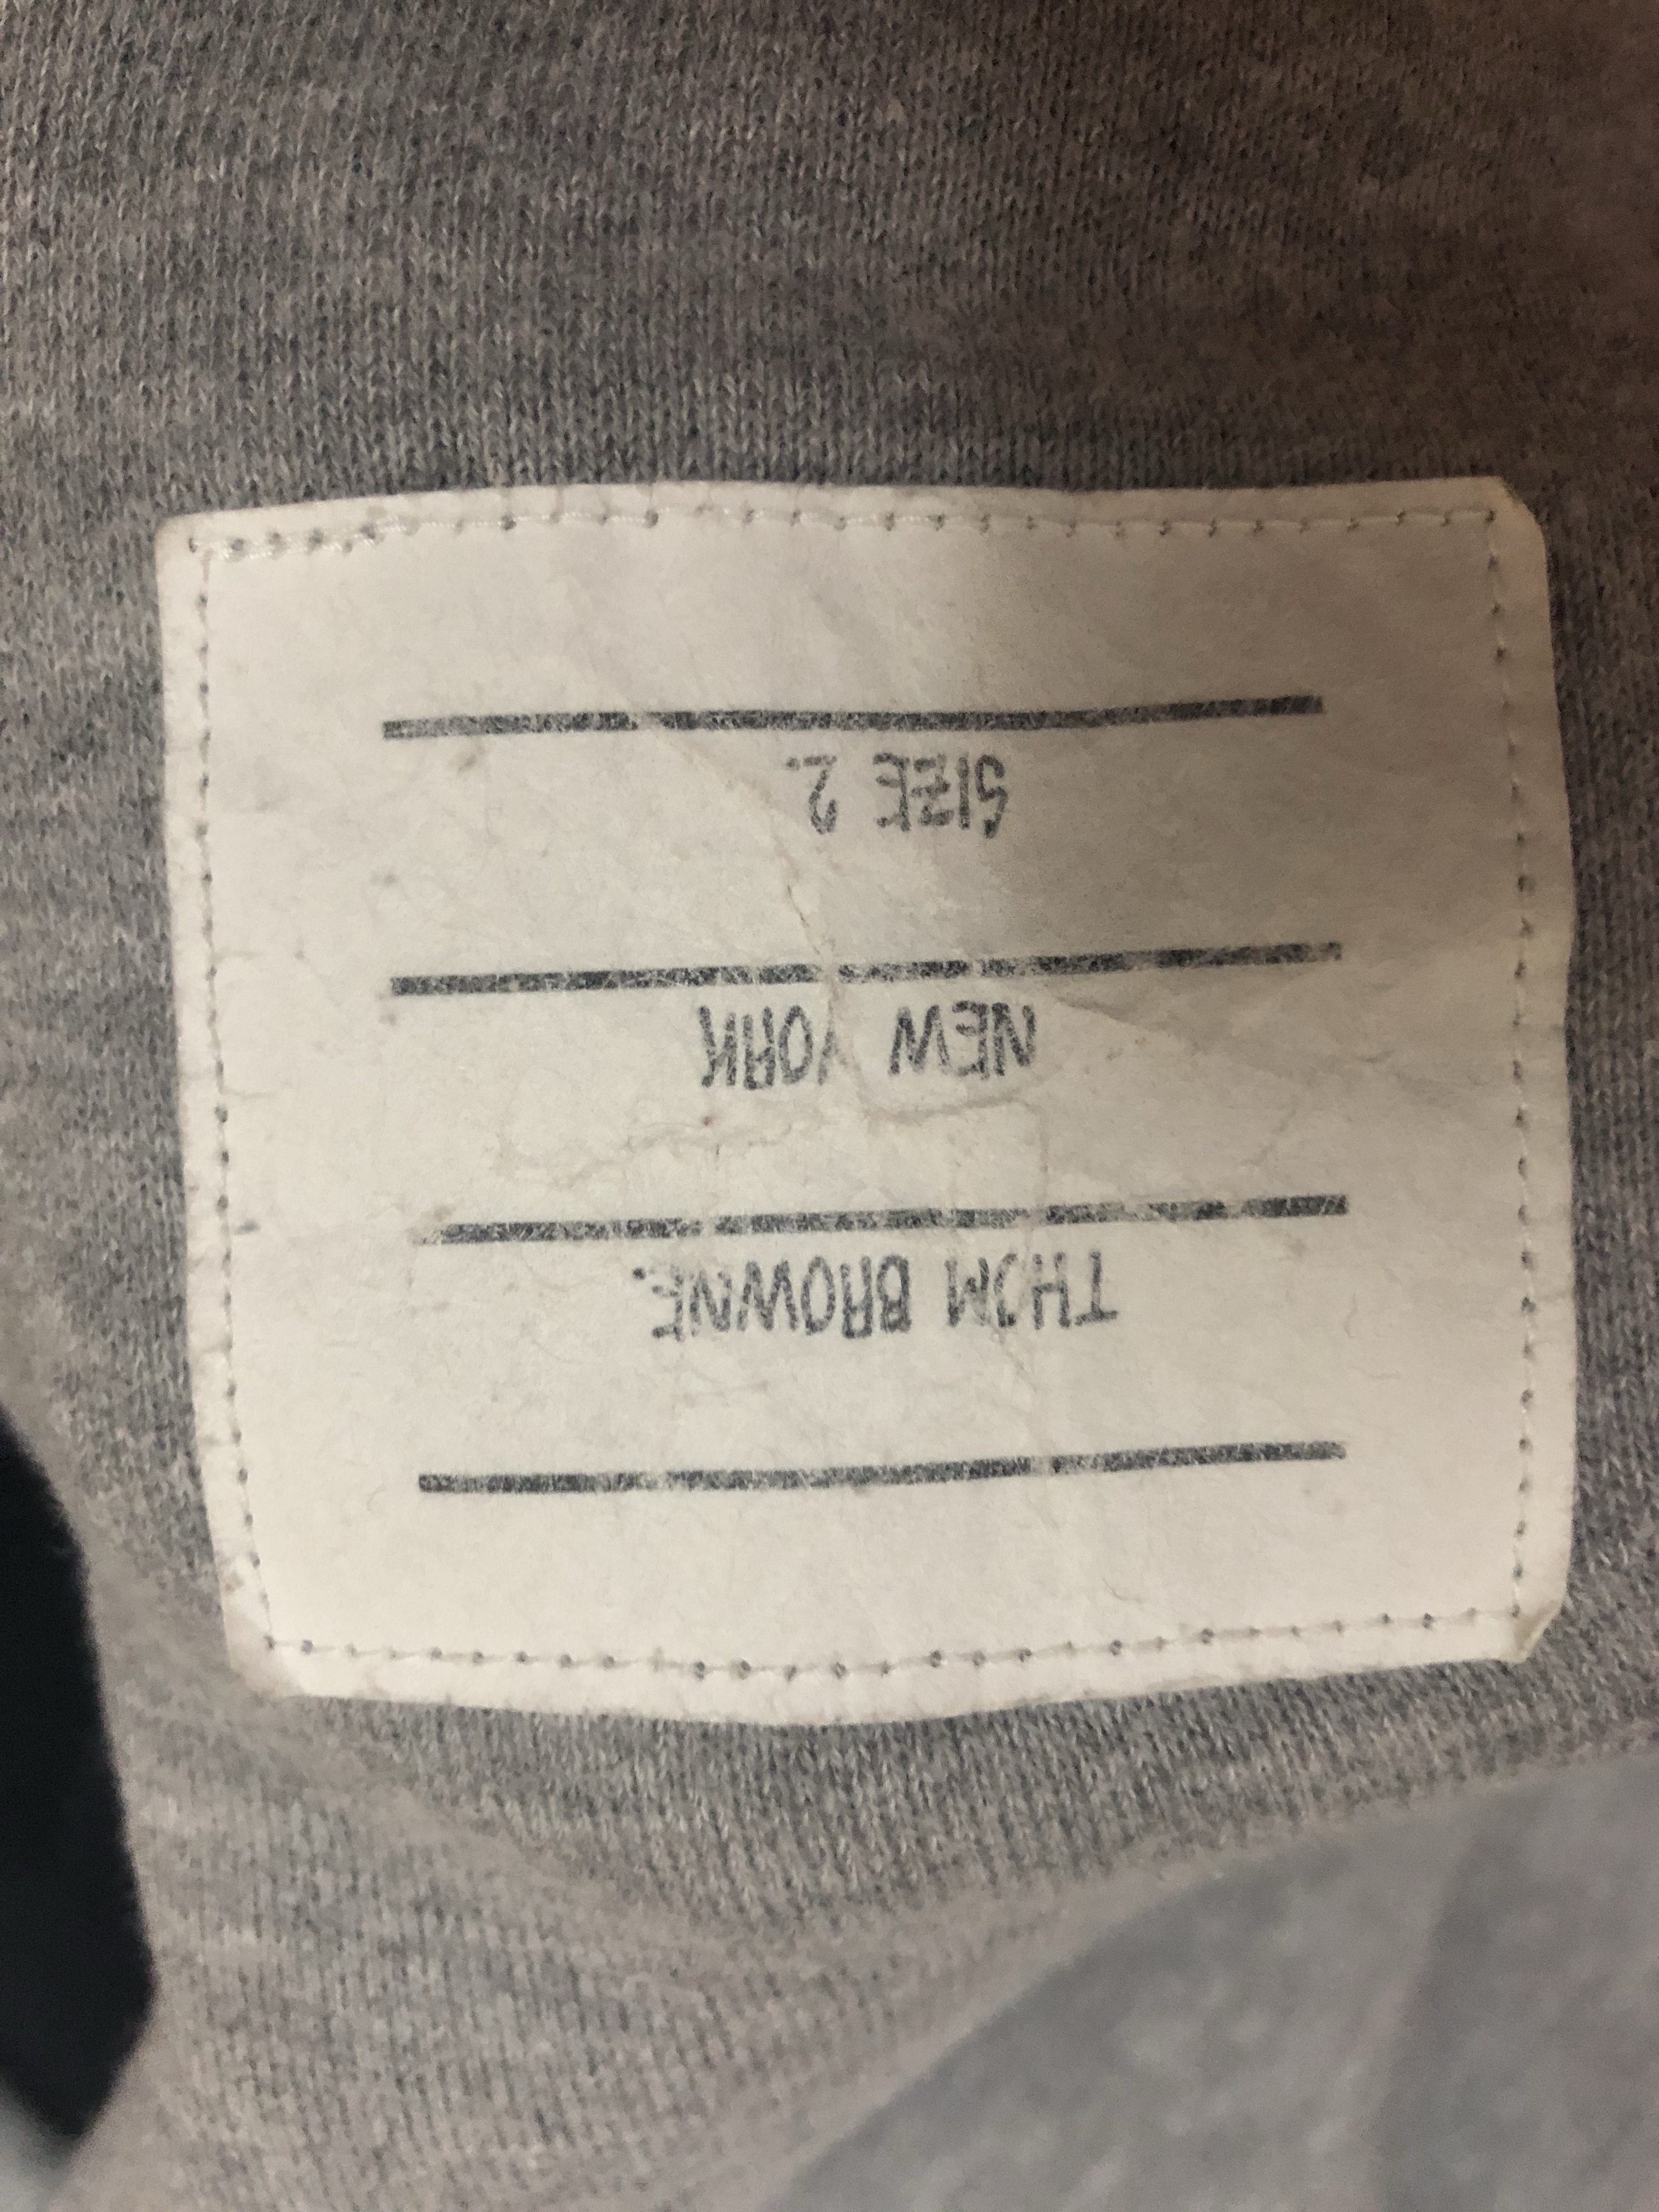 THOM BROWNE.
NEW YORK
SIZE 2.